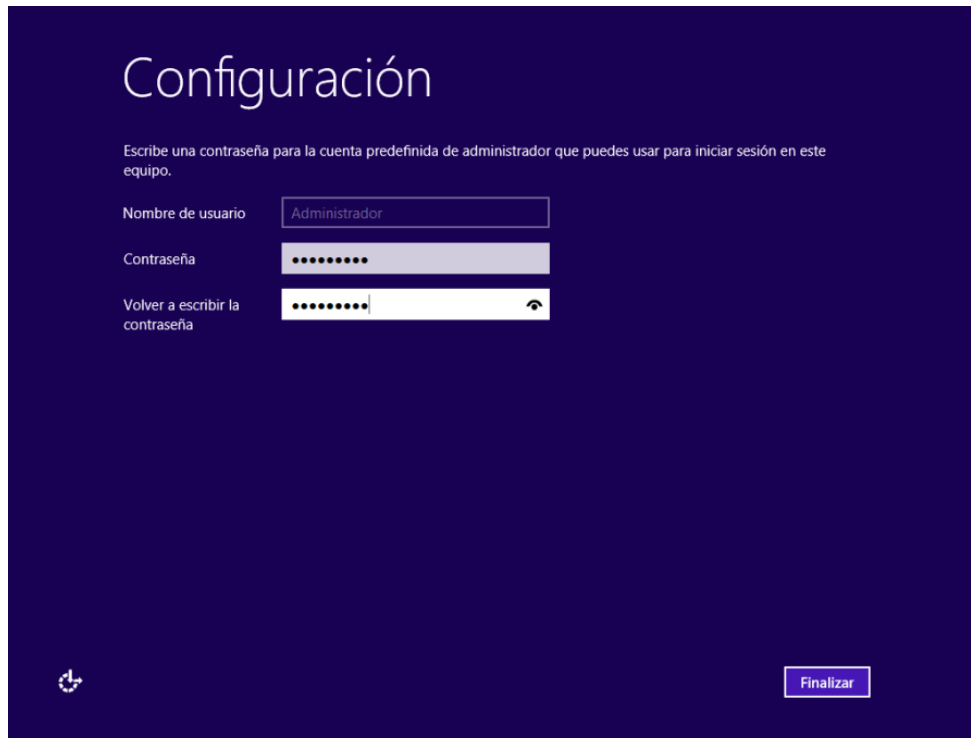 Configuración
Escribe una contraseña para la cuenta predefinida de administrador que puedes usar para iniciar sesión en este
equipo.
Nombre de usuario
Administrador
Contraseña
•••••••••
Volver a escribir la
contraseña
•••••••••
Finalizar